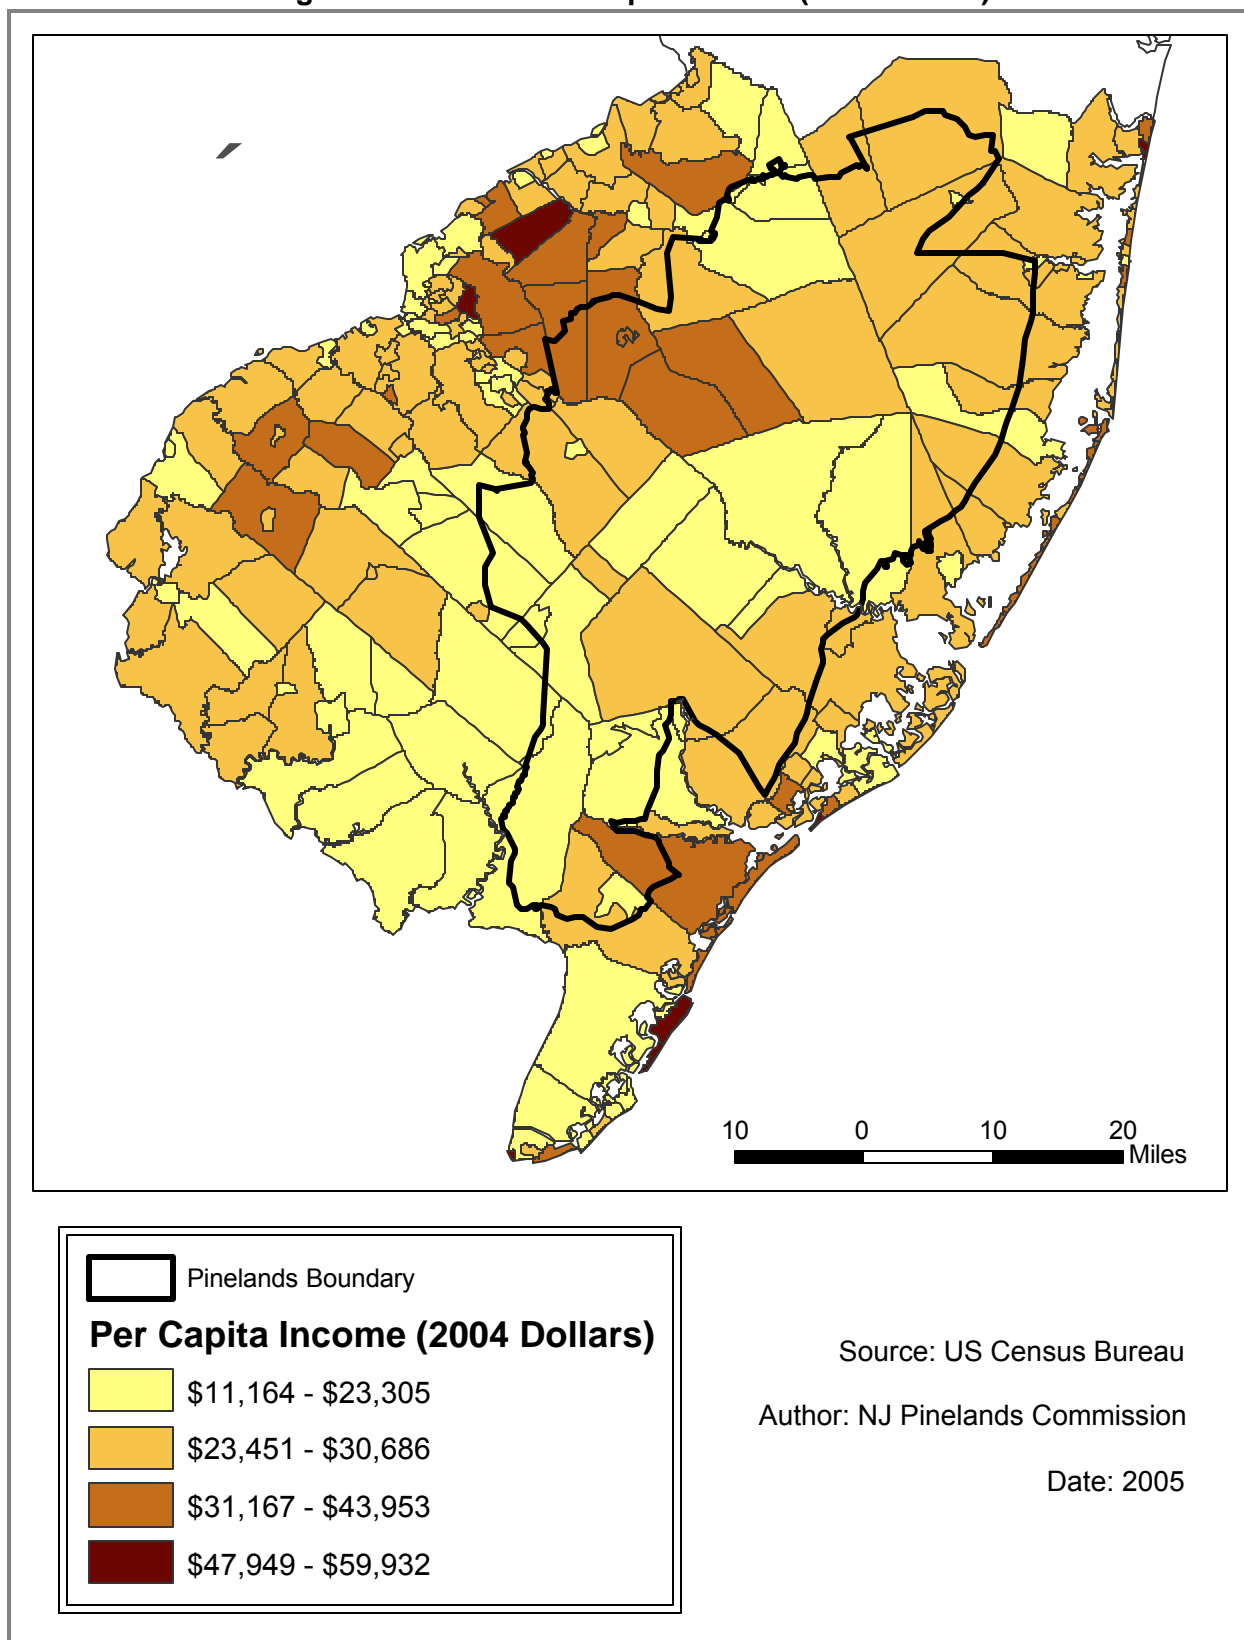 10 0 10 20
Miles
Pinelands Boundary
Per Capita Income (2004 Dollars)
$11,164 - $23,305
$23,451 - $30,686
$31,167 - $43,953
$47,949 - $59,932
Source: US Census Bureau
Author: NJ Pinelands Commission
Date: 2005